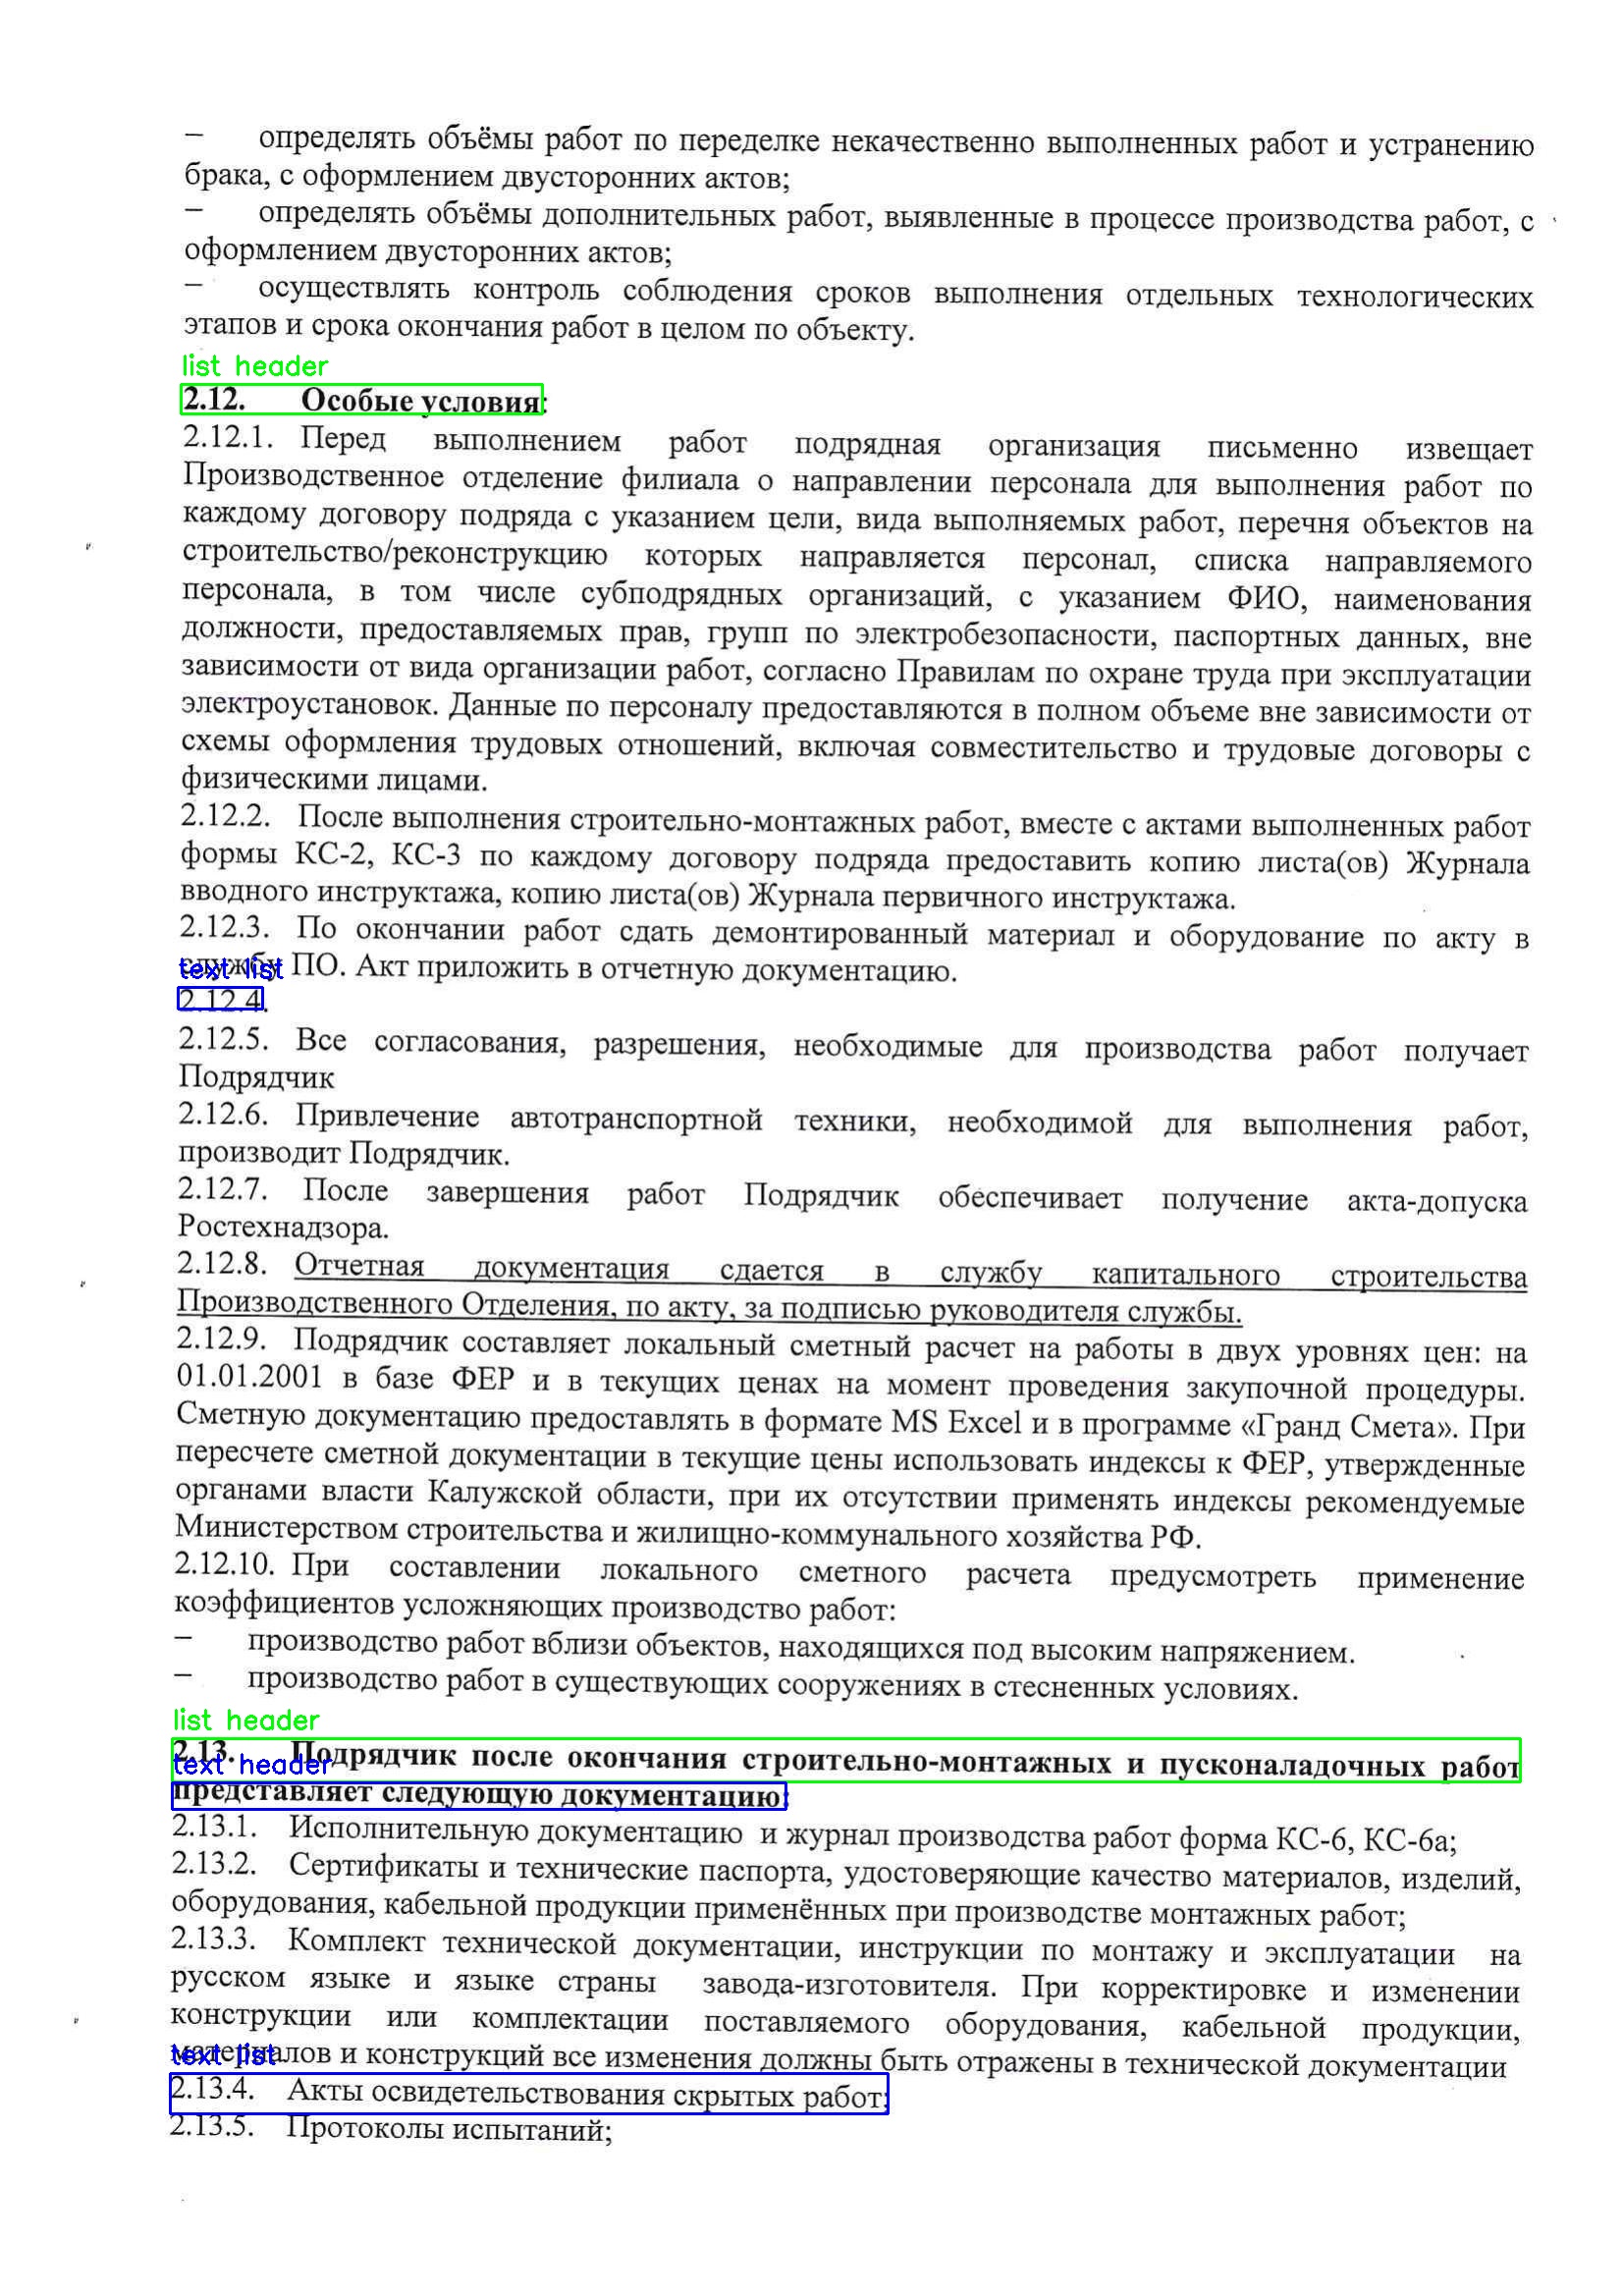 – определять объёмы работ по переделке некачественно выполненных работ и устранению
брака, с оформлением двусторонних актов;
– определять объёмы дополнительных работ, выявленные в процессе производства работ, с
оформлением двусторонних актов;
– осуществлять контроль соблюдения сроков выполнения отдельных технологических
этапов и срока окончания работ в целом по объекту.
list header
2.12. Особые условия:
2.12.1. Перед выполнением работ подрядная организация письменно извещает
Производственное отделение филиала о направлении персонала для выполнения работ по
каждому договору подряда с указанием цели, вида выполняемых работ, перечня объектов на
строительство/реконструкцию которых направляется персонал, списка направляемого
персонала, в том числе субподрядных организаций, с указанием ФИО, наименования
должности, предоставляемых прав, групп по электробезопасности, паспортных данных, вне
зависимости от вида организации работ, согласно Правилам по охране труда при эксплуатации
электроустановок. Данные по персоналу предоставляются в полном объеме вне зависимости от
схемы оформления трудовых отношений, включая совместительство и трудовые договоры с
физическими лицами.
2.12.2. После выполнения строительно-монтажных работ, вместе с актами выполненных работ
формы КС-2, КС-3 по каждому договору подряда предоставить копию листа(ов) Журнала
вводного инструктажа, копию листа(ов) Журнала первичного инструктажа.
2.12.3. По окончании работ сдать демонтированный материал и оборудование по акту в
службу ПО. Акт приложить в отчетную документацию.
text list
2.12.4.
2.12.5. Все согласования, разрешения, необходимые для производства работ получает
Подрядчик
2.12.6. Привлечение автотранспортной техники, необходимой для выполнения работ,
производит Подрядчик.
2.12.7. После завершения работ Подрядчик обеспечивает получение акта-допуска
Ростехнадзора.
2.12.8. Отчетная документация сдается в службу капитального строительства
Производственного Отделения, по акту, за подписью руководителя службы.
2.12.9. Подрядчик составляет локальный сметный расчет на работы в двух уровнях цен: на
01.01.2001 в базе ФЕР и в текущих ценах на момент проведения закупочной процедуры.
Сметную документацию предоставлять в формате MS Excel и в программе «Гранд Смета». При
пересчете сметной документации в текущие цены использовать индексы к ФЕР, утвержденные
органами власти Калужской области, при их отсутствии применять индексы рекомендуемые
Министерством строительства и жилищно-коммунального хозяйства РФ.
2.12.10. При составлении локального сметного расчета предусмотреть применение
коэффициентов усложняющих производство работ:
– производство работ вблизи объектов, находящихся под высоким напряжением.
– производство работ в существующих сооружениях в стесненных условиях.
list header
2.13. Подрядчик после окончания строительно-монтажных и пусконаладочных работ
text header
представляет следующую документацию:
2.13.1. Исполнительную документацию и журнал производства работ форма КС-6, КС-6а;
2.13.2. Сертификаты и технические паспорта, удостоверяющие качество материалов, изделий,
оборудования, кабельной продукции применённых при производстве монтажных работ;
2.13.3. Комплект технической документации, инструкции по монтажу и эксплуатации на
русском языке и языке страны завода-изготовителя. При корректировке и изменении
конструкции или комплектации поставляемого оборудования, кабельной продукции,
материалов и конструкций все изменения должны быть отражены в технической документации
text list
2.13.4. Акты освидетельствования скрытых работ;
2.13.5. Протоколы испытаний;